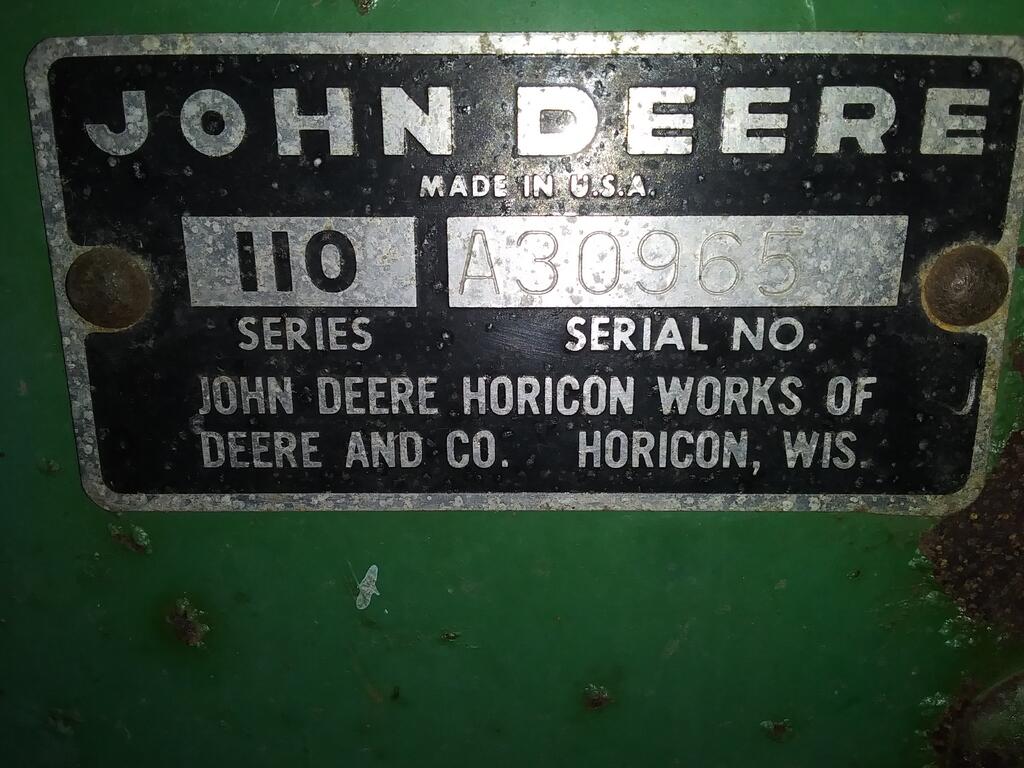 JOHN DEERE
MADE IN U.S.A.
110 A30965
SERIES SERIAL NO.
JOHN DEERE HORICON WORKS OF
DEERE AND CO. HORICON, WIS.